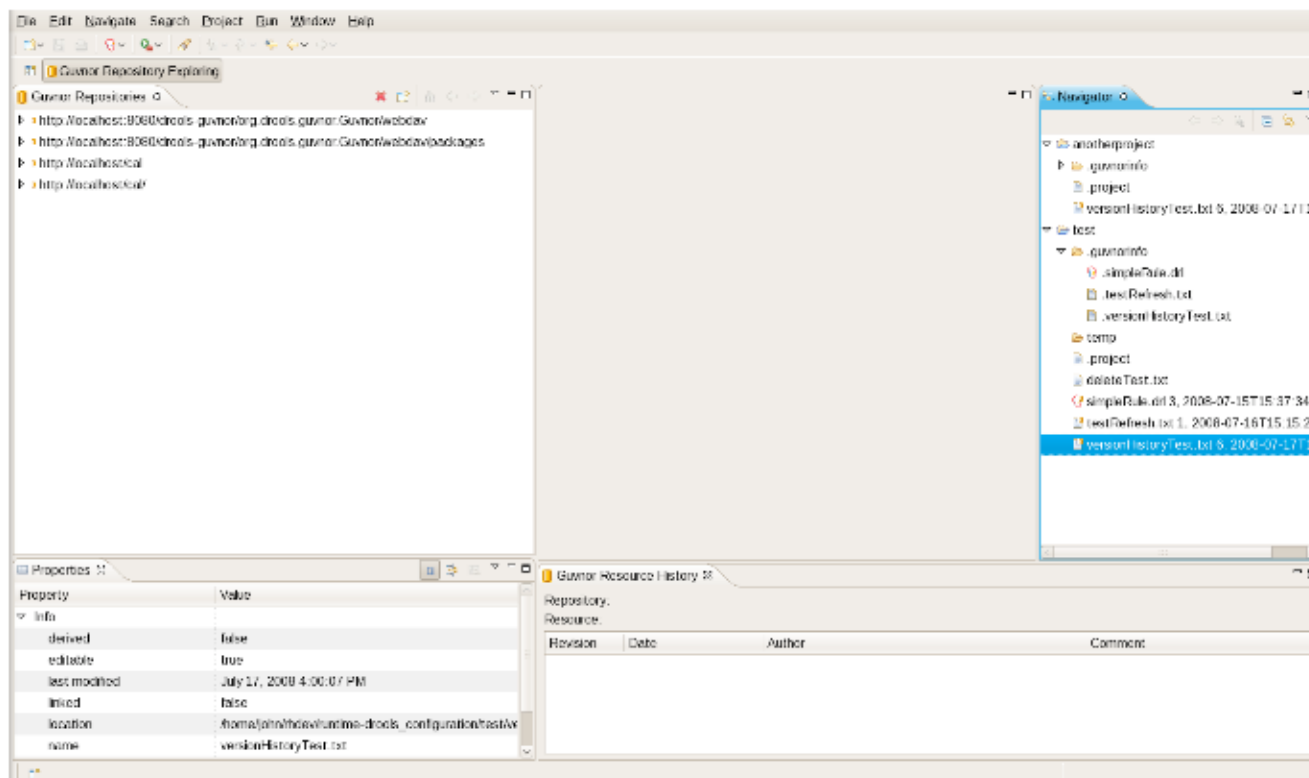 File Edit Navigate Search Project Run Window Help
Guvnor Repository Exploring
Guvnor Repositories
http://localhost:8080/drools-guvnor/org.drools.guvnor.Guvnor/webdav
http://localhost:8080/drools-guvnor/org.drools.guvnor.Guvnor/webdav/packages
http://localhost/cal
http://localhost/cal/
Navigator
anotherproject
.guvnorinfo
.project
versionHistoryTest.txt 6, 2008-07-17T1
test
.guvnorinfo
.simpleRule.drl
.testRefresh.txt
.versionHistoryTest.txt
temp
.project
deleteTest.txt
simpleRule.drl 3, 2008-07-15T15:37:34
testRefresh.txt 1, 2008-07-16T15:15:2
versionHistoryTest.txt 6, 2008-07-17T1
Properties
Property Value
Info
derived false
editable true
last modified July 17, 2008 4:00:07 PM
linked false
location /home/john/rhdev/runtime-drools_configuration/test/ve
name versionHistoryTest.txt
Guvnor Resource History
Repository:
Resource:
Revision Date Author Comment